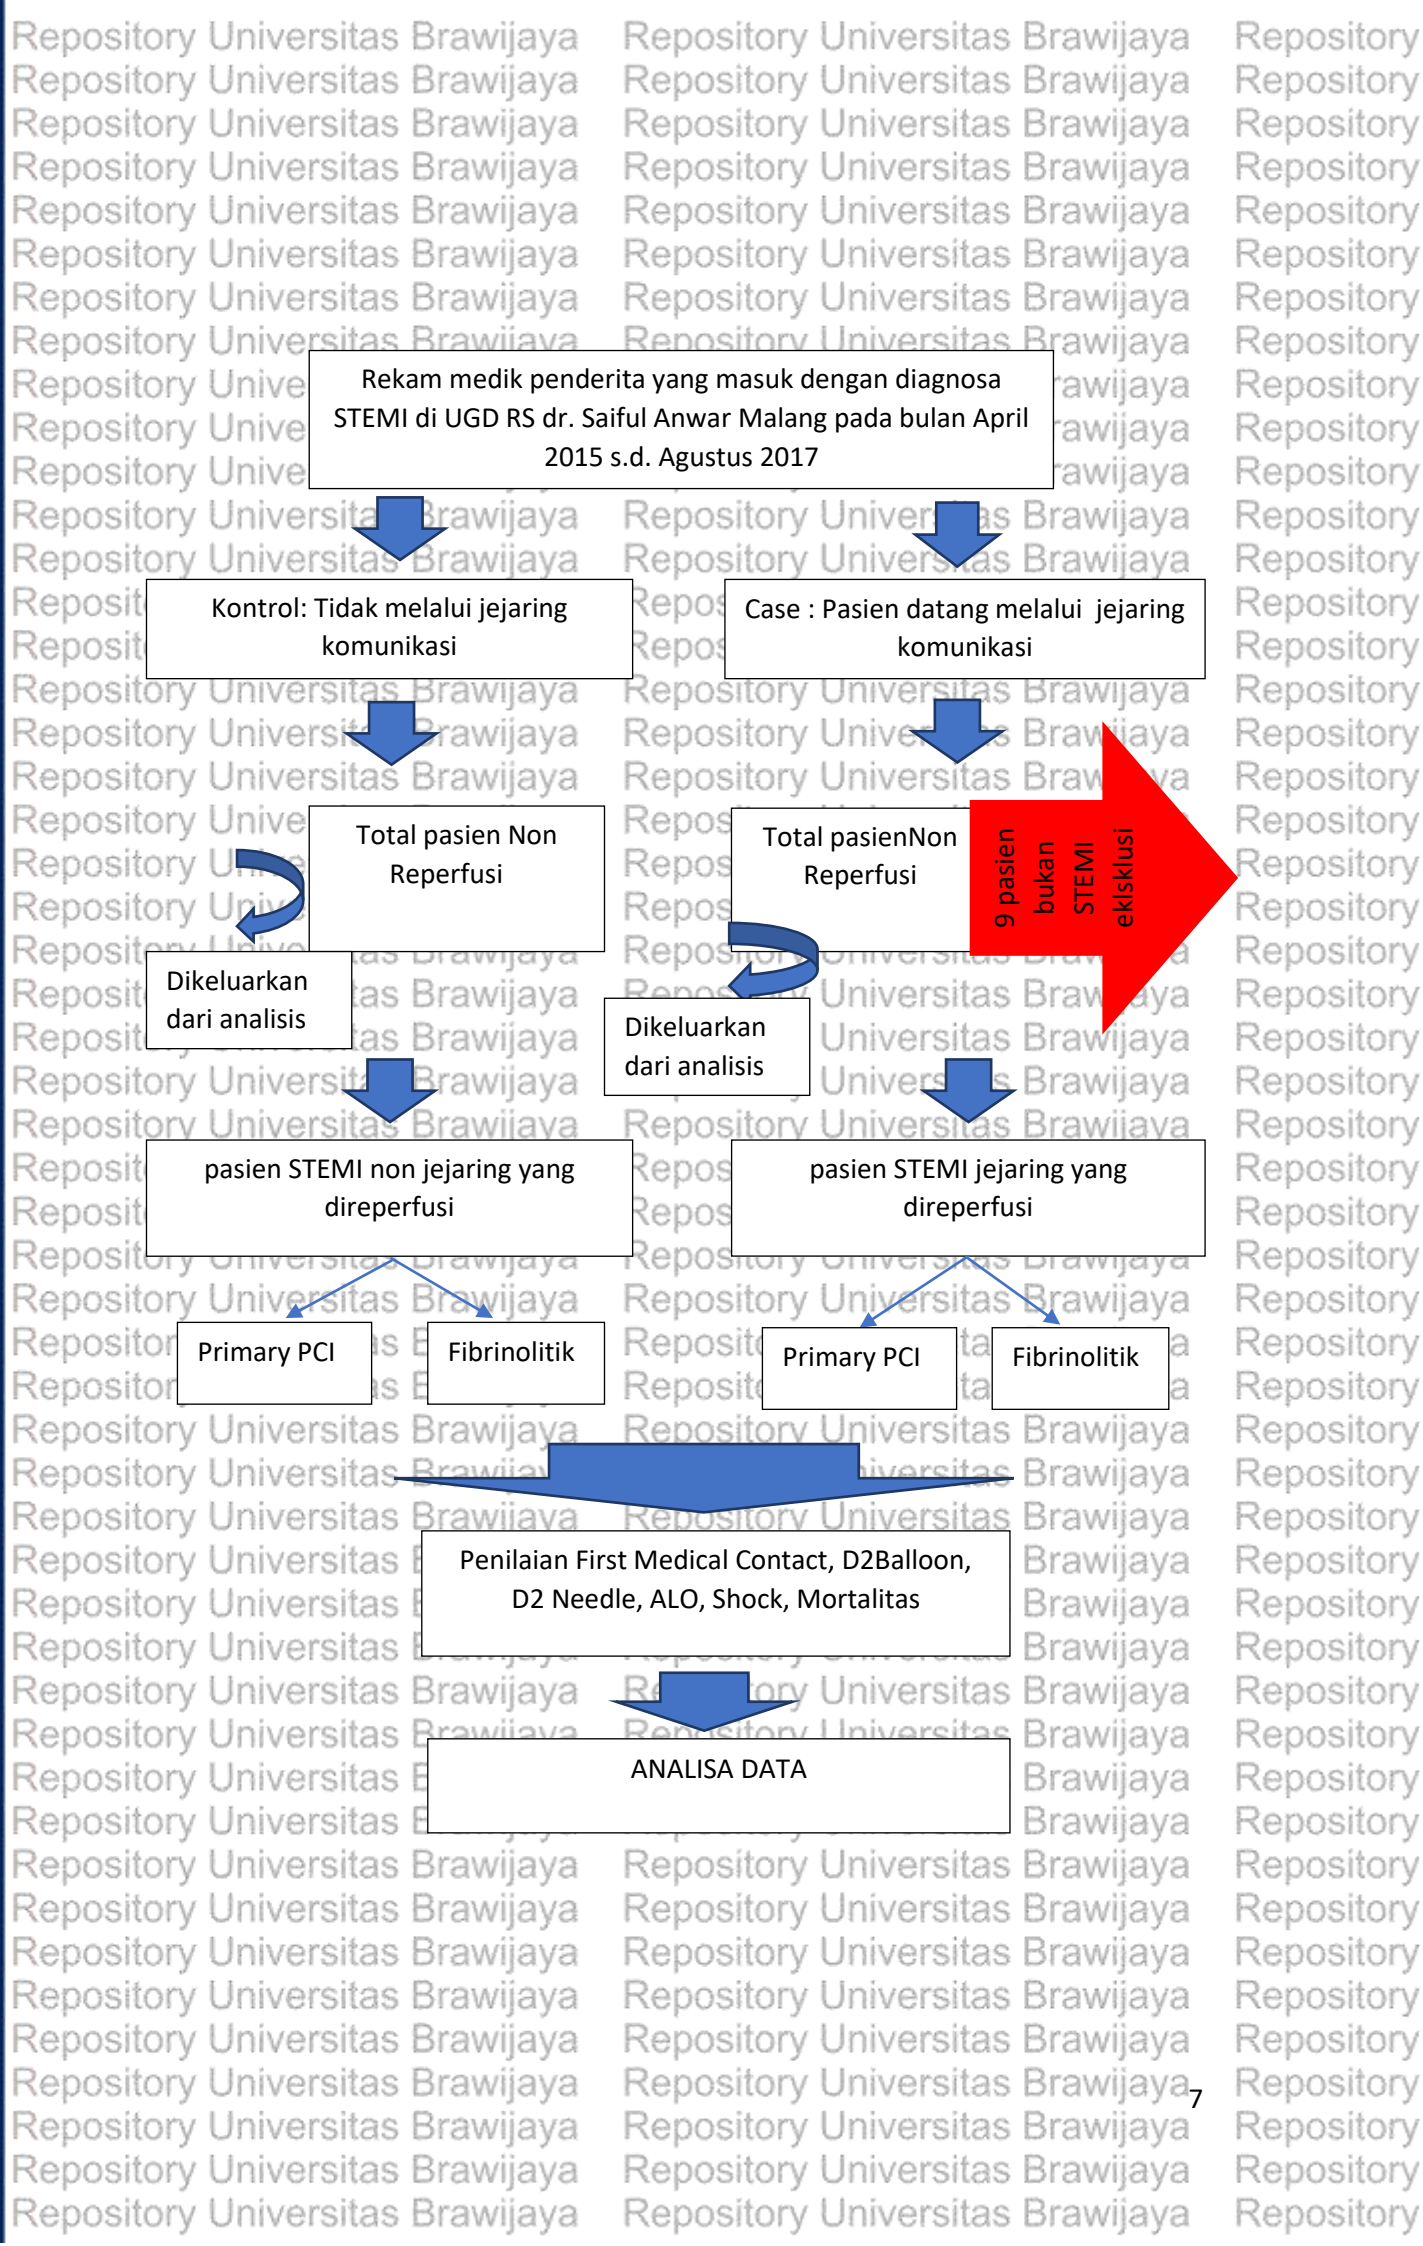 Repository Universitas Brawijaya
Rekam medik penderita yang masuk dengan diagnosa
STEMI di UGD RS dr. Saiful Anwar Malang pada bulan April
2015 s.d. Agustus 2017
Kontrol: Tidak melalui jejaring
komunikasi
Case : Pasien datang melalui jejaring
komunikasi
Total pasien Non
Reperfusi
Total pasienNon
Reperfusi
9 pasien
bukan
STEMI
eklsklusi
Dikeluarkan
dari analisis
Dikeluarkan
dari analisis
pasien STEMI non jejaring yang
direperfusi
pasien STEMI jejaring yang
direperfusi
Primary PCI
Fibrinolitik
Primary PCI
Fibrinolitik
Penilaian First Medical Contact, D2Balloon,
D2 Needle, ALO, Shock, Mortalitas
ANALISA DATA
7